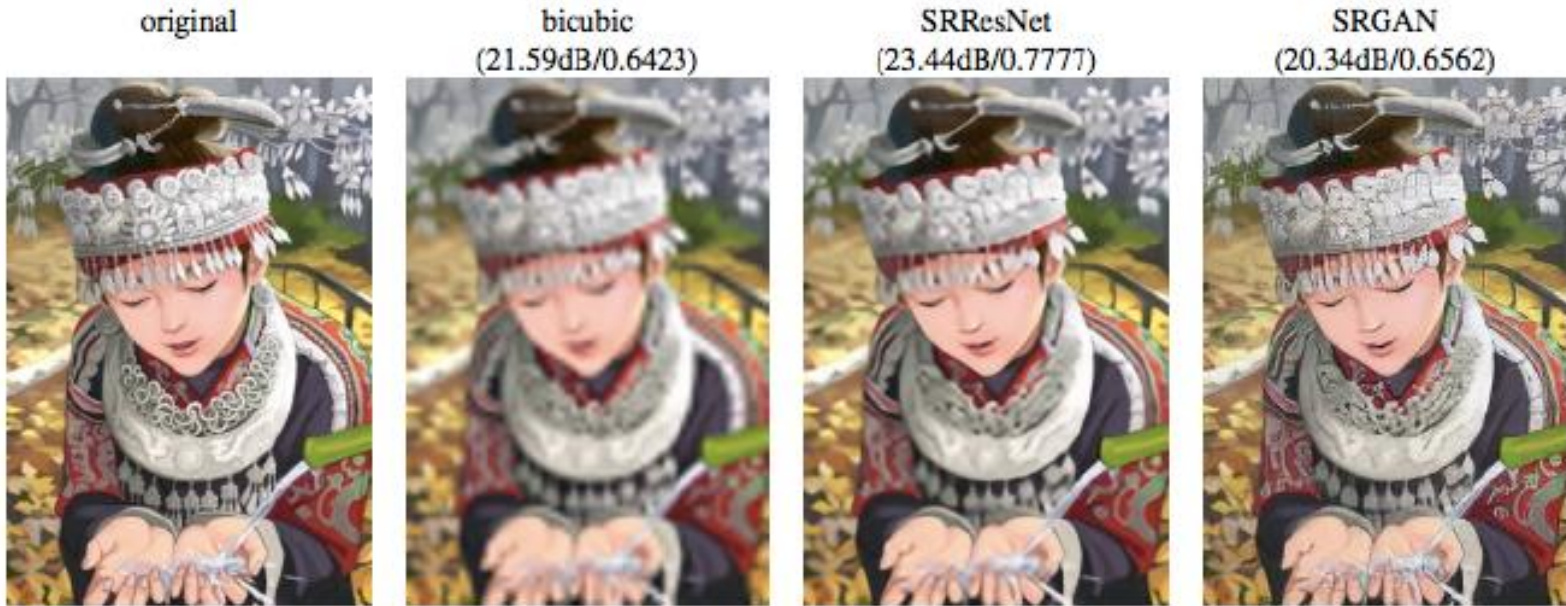 original
bicubic
(21.59dB/0.6423)
SRResNet
(23.44dB/0.7777)
SRGAN
(20.34dB/0.6562)